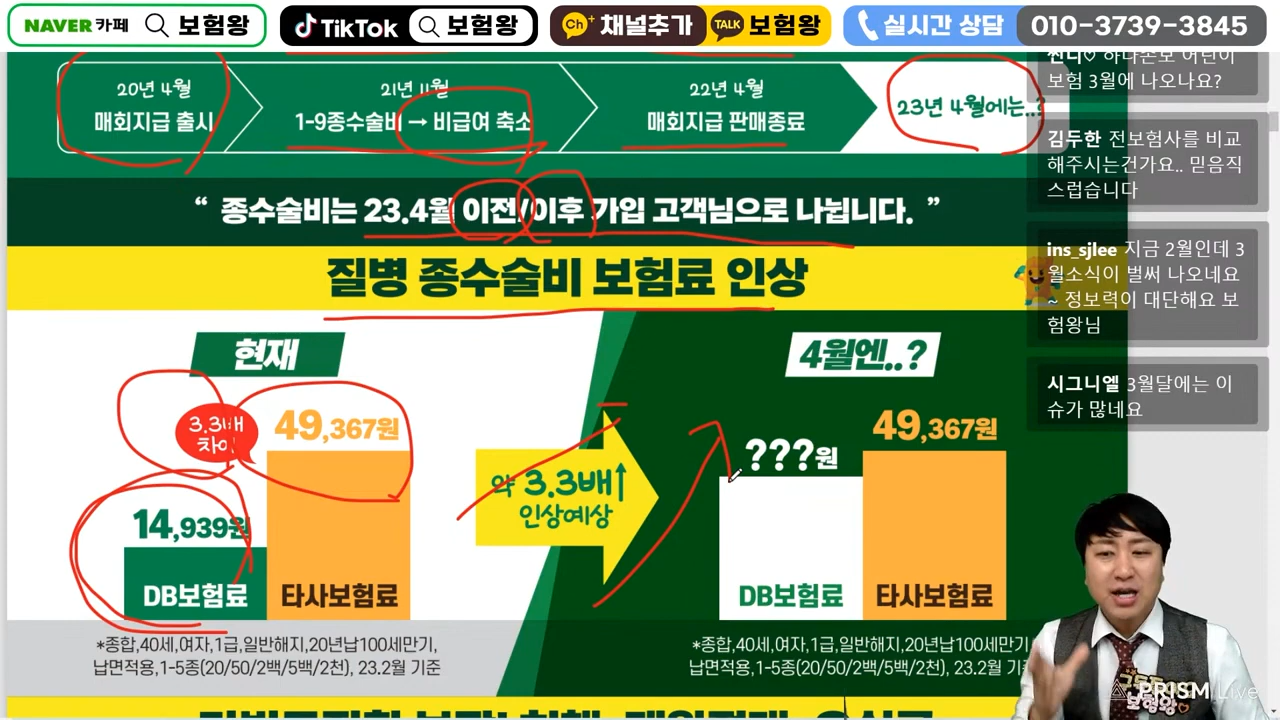 NAVER 카페 보험왕
TikTok 보험왕
Ch+ 채널추가 TALK 보험왕
실시간 상담 010-3739-3845
20년 4월
매회지급 출시
21년 11월
1-9종수술비 → 비급여 축소
22년 4월
매회지급 판매종료
23년 4월에는..?
“ 종수술비는 23.4월 이전/이후 가입 고객님으로 나뉩니다. ”
질병 종수술비 보험료 인상
현재
3.3배
차이
49,367원
14,939원
DB보험료
타사보험료
*종합,40세,여자,1급,일반해지,20년납100세만기,
납면적용,1-5종(20/50/2백/5백/2천), 23.2월 기준
약 3.3배↑
인상예상
4월엔..?
???원
49,367원
DB보험료
타사보험료
*종합,40세,여자,1급,일반해지,20년납100세만기
납면적용,1-5종(20/50/2백/5백/2천), 23.2월 기준
하나손보 어린이
보험 3월에 나오나요?
김두한 전보험사를 비교
해주시는건가요.. 믿음직
스럽습니다
ins_sjlee 지금 2월인데 3
월소식이 벌써 나오네요
~ 정보력이 대단해요 보
험왕님
시그니엘 3월달에는 이
슈가 많네요
PRISM Live
보험왕